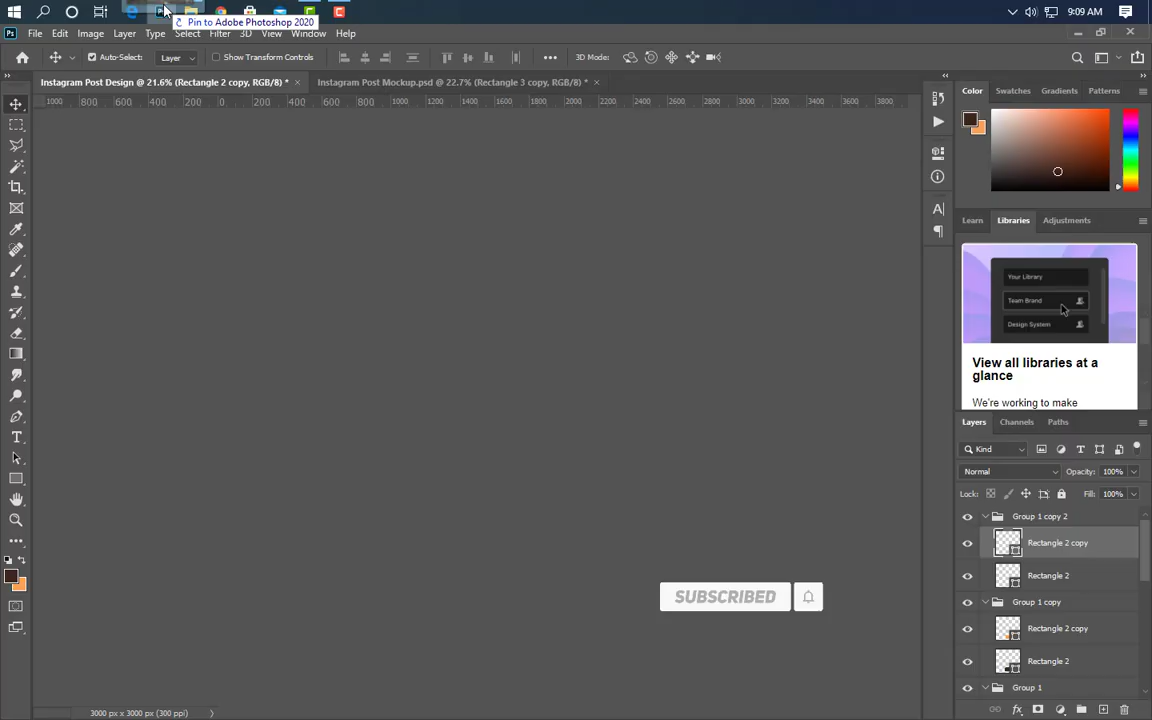 Pin to Adobe Photoshop 2020
9:09 AM
File Edit Image Layer Type Select Filter 3D View Window Help
Auto-Select: Layer Show Transform Controls 3D Mode:
Instagram Post Design @ 21.6% (Rectangle 2 copy, RGB/8) * × Instagram Post Mockup.psd @ 22.7% (Rectangle 3 copy, RGB/8) * ×
1000 800 600 400 200 0 200 400 600 800 1000 1200 1400 1600 1800 2000 2200 2400 2600 2800 3000 3200 3400 3600 3800
Color Swatches Gradients Patterns
Learn Libraries Adjustments
Your Library
Team Brand
Design System
View all libraries at a
glance
We're working to make
Layers Channels Paths
Kind
Normal Opacity: 100%
Lock: Fill: 100%
Group 1 copy 2
Rectangle 2 copy
Rectangle 2
Group 1 copy
Rectangle 2 copy
Rectangle 2
Group 1
SUBSCRIBED
3000 px x 3000 px (300 ppi)